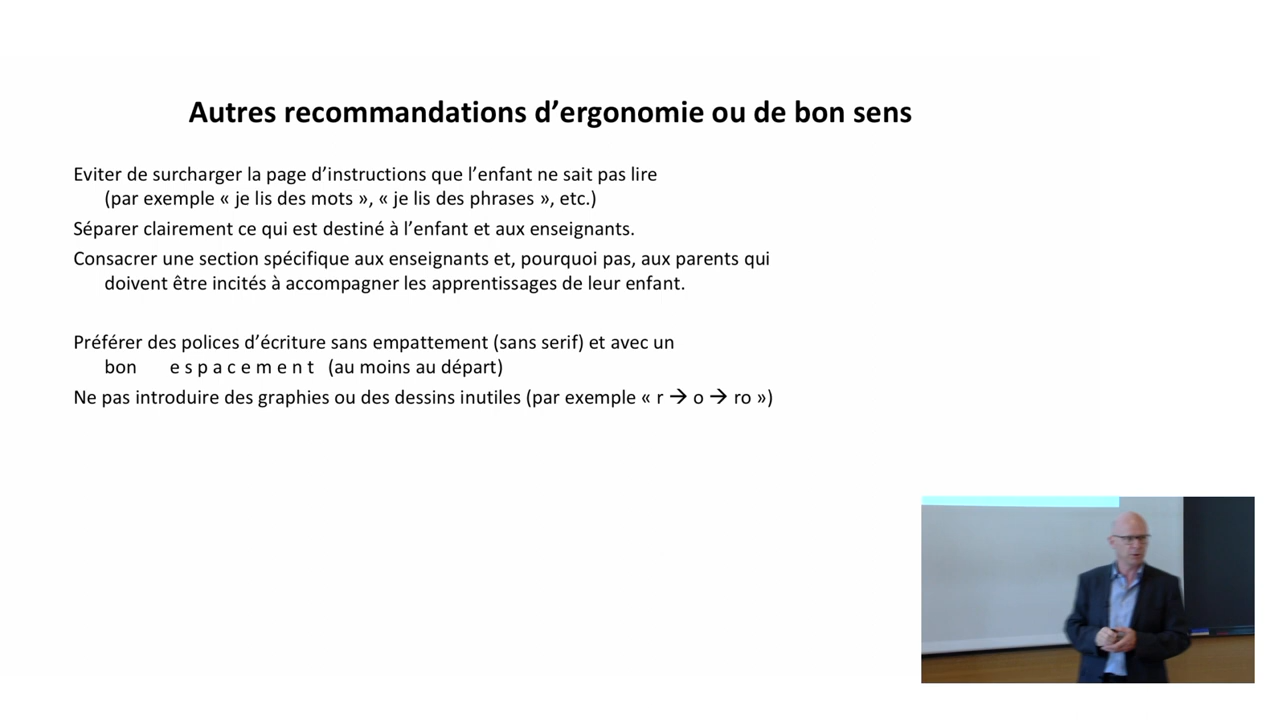 Autres recommandations d’ergonomie ou de bon sens
Eviter de surcharger la page d’instructions que l’enfant ne sait pas lire
(par exemple « je lis des mots », « je lis des phrases », etc.)
Séparer clairement ce qui est destiné à l’enfant et aux enseignants.
Consacrer une section spécifique aux enseignants et, pourquoi pas, aux parents qui
doivent être incités à accompagner les apprentissages de leur enfant.
Préférer des polices d’écriture sans empattement (sans serif) et avec un
bon e s p a c e m e n t (au moins au départ)
Ne pas introduire des graphies ou des dessins inutiles (par exemple « r → o → ro »)